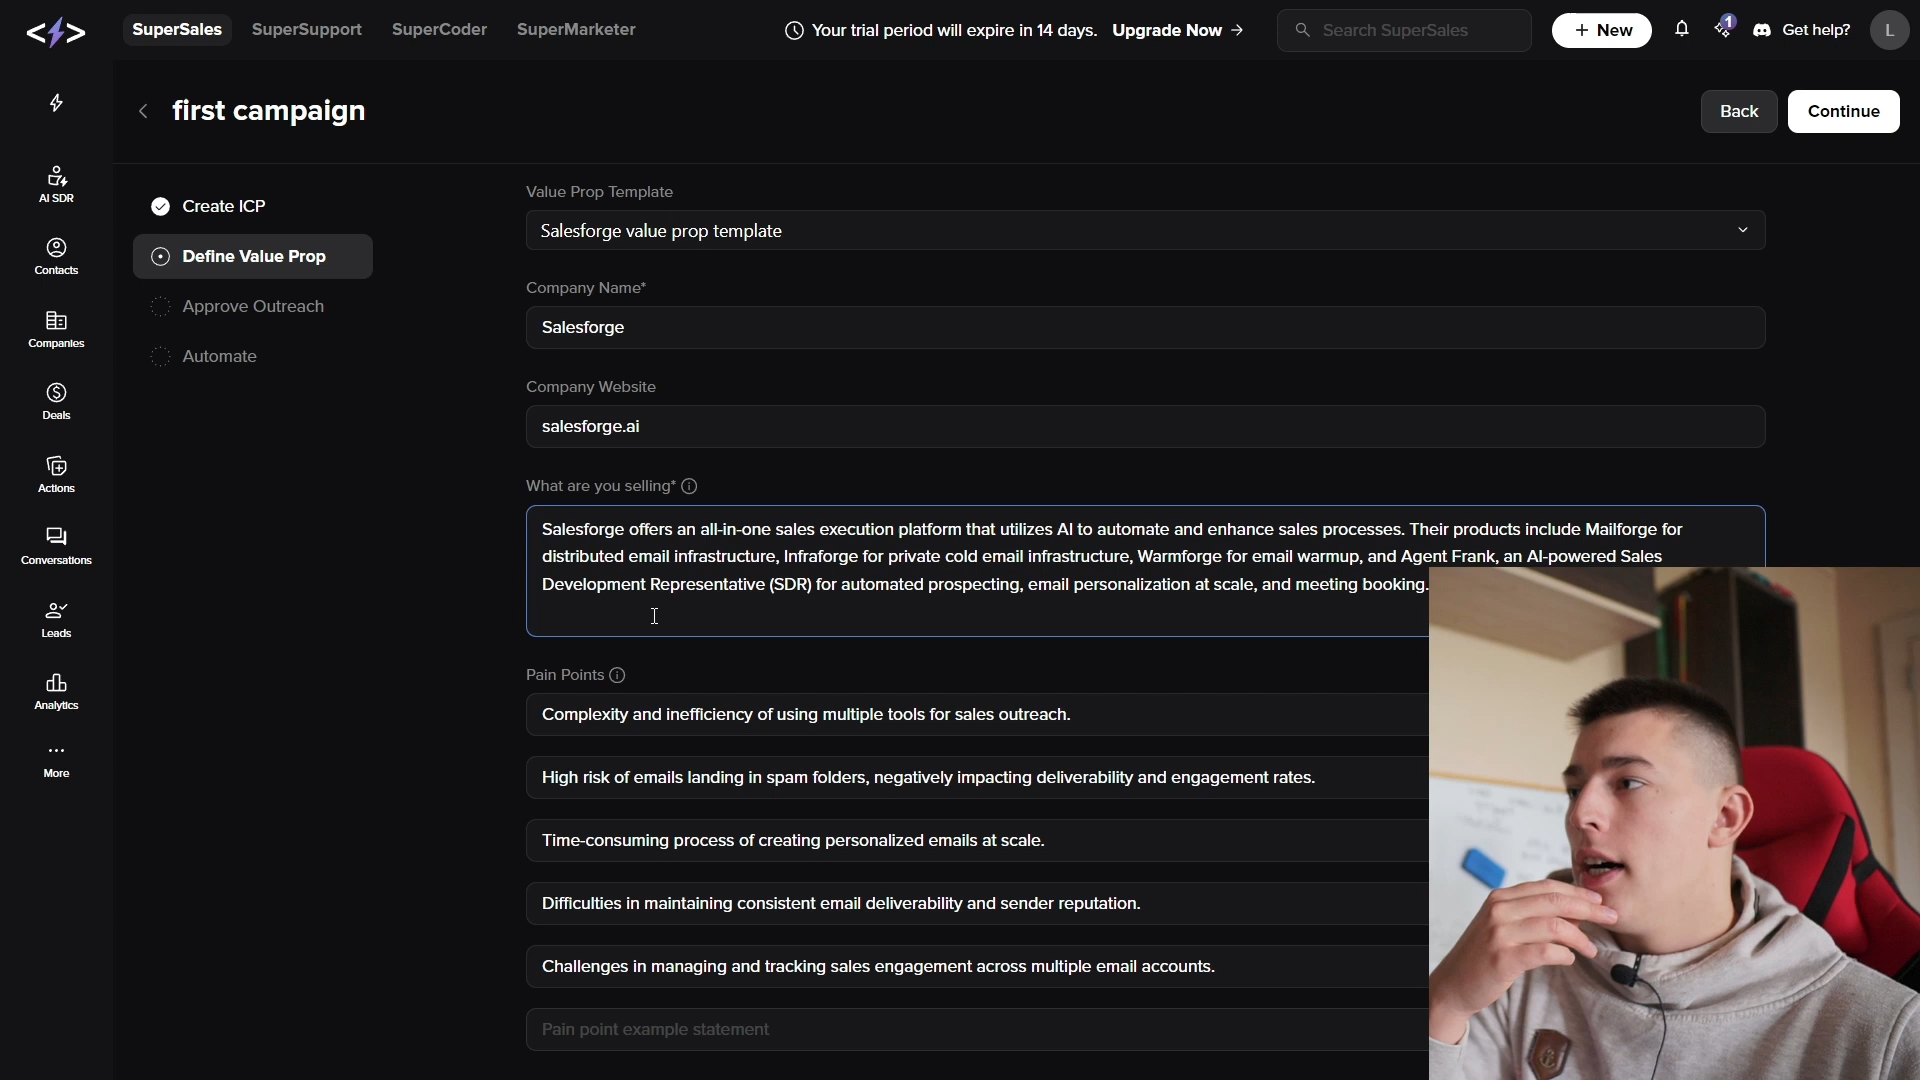 SuperSales
SuperSupport
SuperCoder
SuperMarketer
Your trial period will expire in 14 days. Upgrade Now →
Search SuperSales
+ New
1
Get help?
L
first campaign
Back
Continue
AI SDR
Contacts
Companies
Deals
Actions
Conversations
Leads
Analytics
More
Create ICP
Define Value Prop
Approve Outreach
Automate
Value Prop Template
Salesforge value prop template
Company Name*
Salesforge
Company Website
salesforge.ai
What are you selling*
Salesforge offers an all-in-one sales execution platform that utilizes AI to automate and enhance sales processes. Their products include Mailforge for
distributed email infrastructure, Infraforge for private cold email infrastructure, Warmforge for email warmup, and Agent Frank, an AI-powered Sales
Development Representative (SDR) for automated prospecting, email personalization at scale, and meeting booking.
Pain Points
Complexity and inefficiency of using multiple tools for sales outreach.
High risk of emails landing in spam folders, negatively impacting deliverability and engagement rates.
Time-consuming process of creating personalized emails at scale.
Difficulties in maintaining consistent email deliverability and sender reputation.
Challenges in managing and tracking sales engagement across multiple email accounts.
Pain point example statement